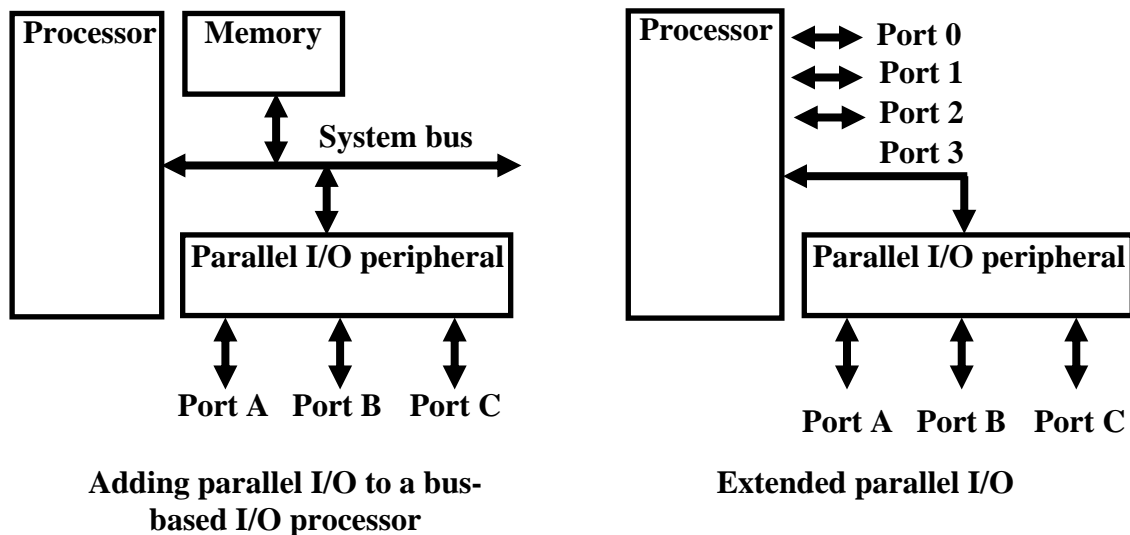 Processor
Memory
System bus
Parallel I/O peripheral
Port A Port B Port C
Adding parallel I/O to a bus-
based I/O processor
Processor
Port 0
Port 1
Port 2
Port 3
Parallel I/O peripheral
Port A Port B Port C
Extended parallel I/O